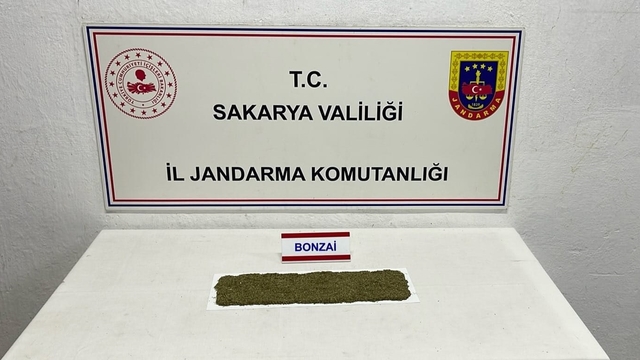 T.C.
SAKARYA VALİLİĞİ
İL JANDARMA KOMUTANLIĞI
JANDARMA
BONZAİ